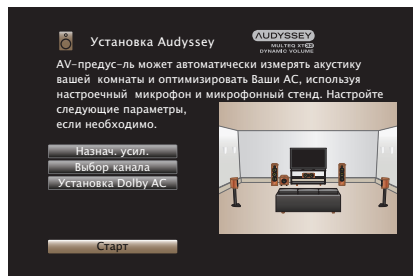 Установка Audyssey
AUDYSSEY
MULTEQ XT32
DYNAMIC VOLUME
AV-предус-ль может автоматически измерять акустику
вашей комнаты и оптимизировать Ваши АС, используя
настроечный микрофон и микрофонный стенд. Настройте
следующие параметры,
если необходимо.
Назнач. усил.
Выбор канала
Установка Dolby АС
Старт